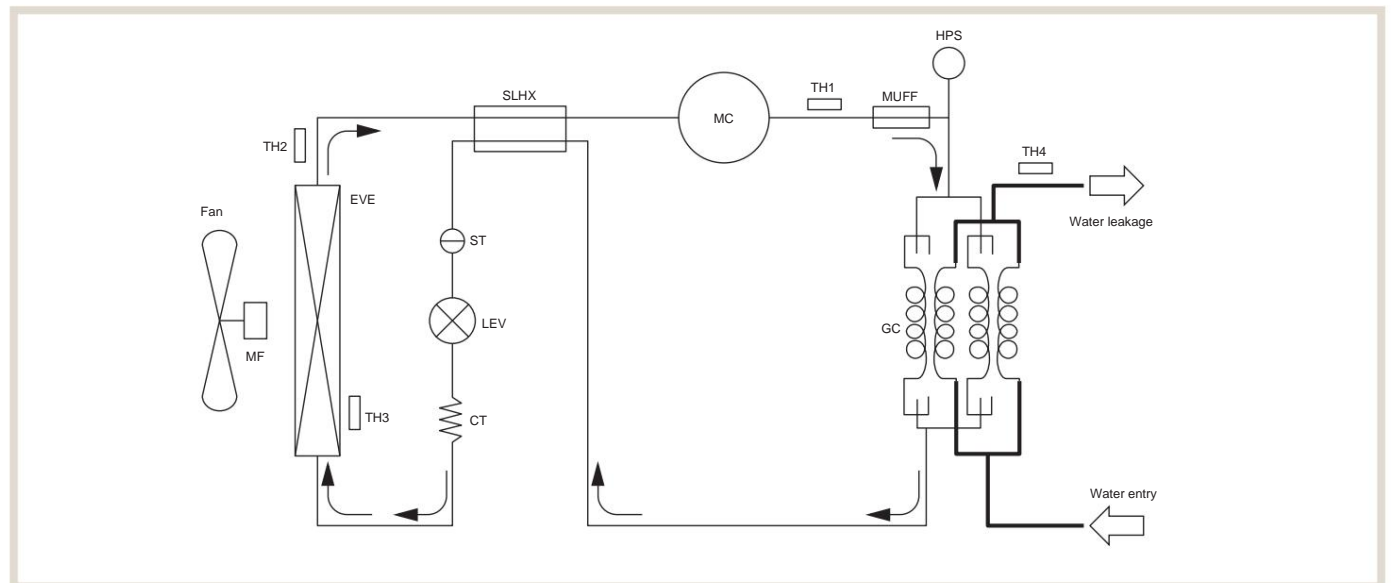 HPS
SLHX
TH1
MUFF
MC
TH2
TH4
EVE
Fan
Water leakage
ST
LEV
GC
MF
TH3
CT
Water entry